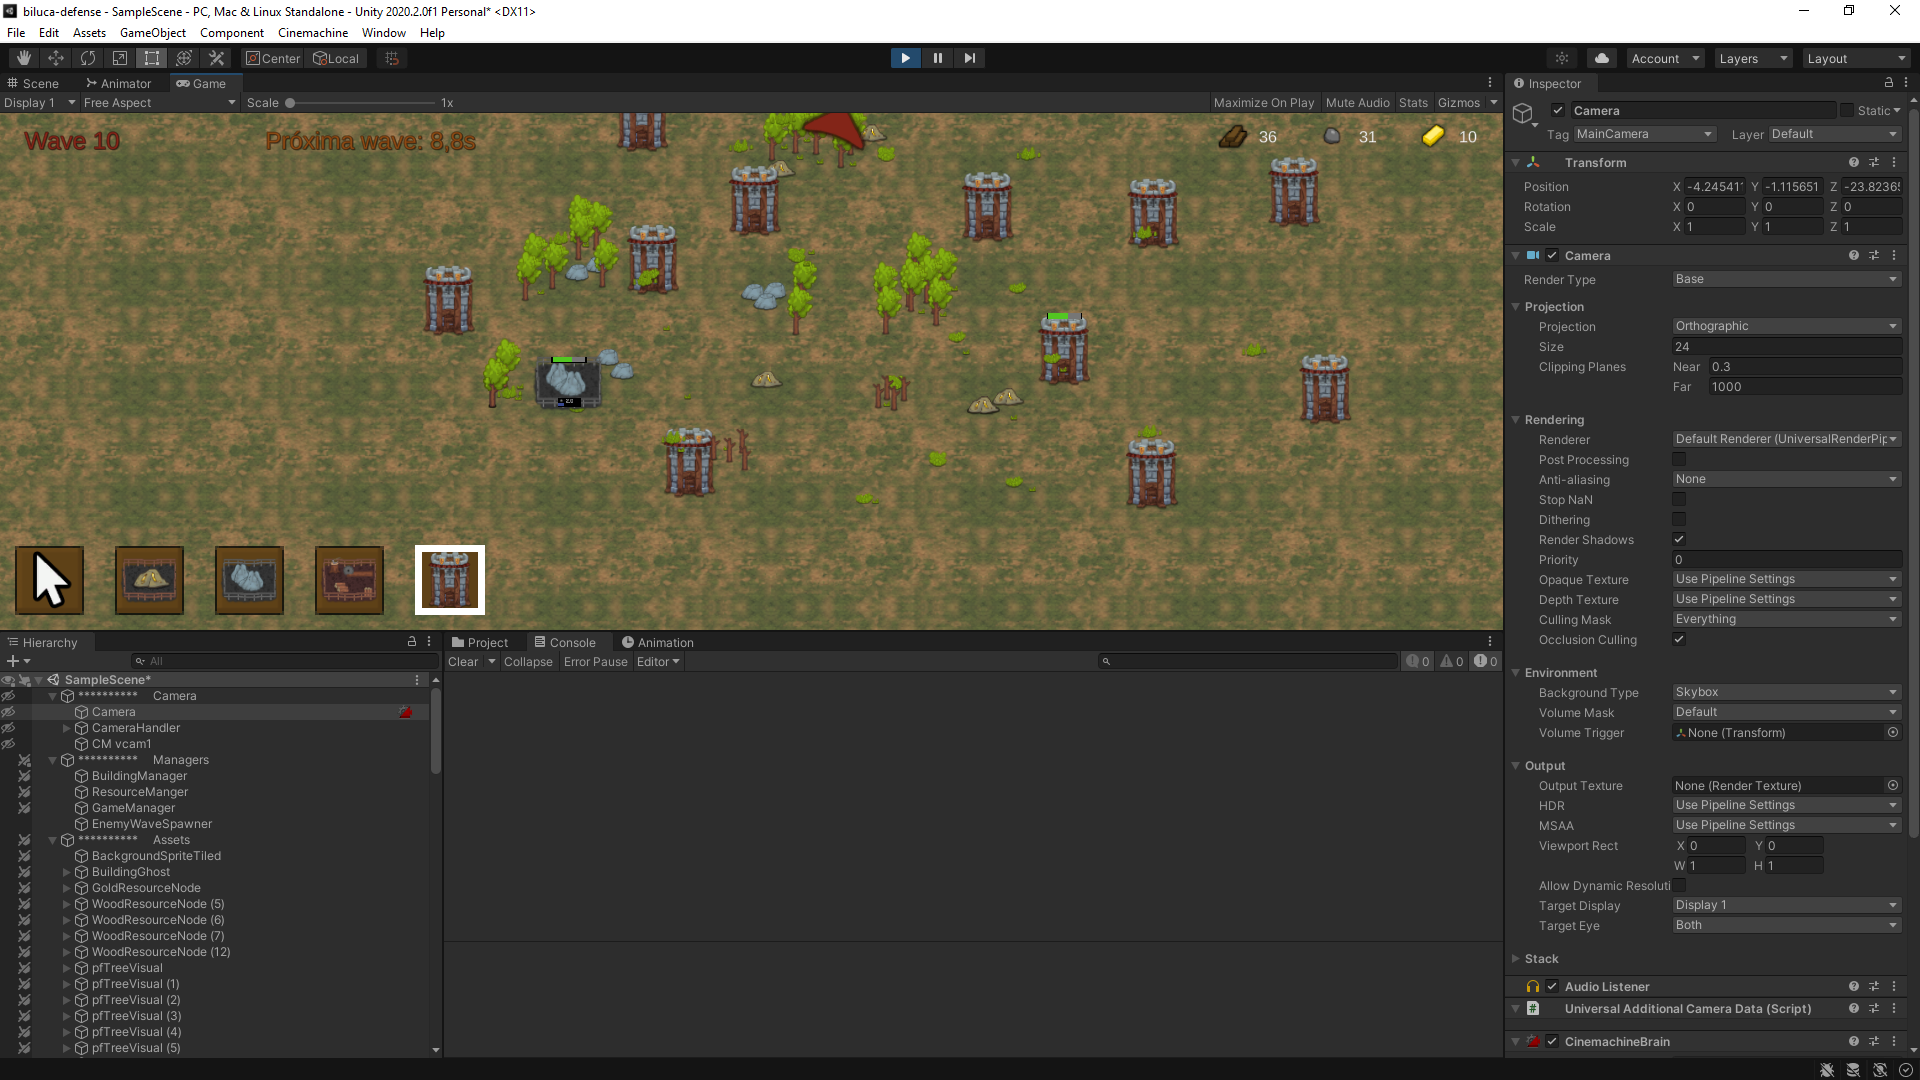 biluca-defense - SampleScene - PC, Mac & Linux Standalone - Unity 2020.2.0f1 Personal* <DX11>
File Edit Assets GameObject Component Cinemachine Window Help
Center Local Account Layers Layout
Scene Animator Game
Display 1 Free Aspect Scale 1x Maximize On Play Mute Audio Stats Gizmos
Wave 10 Próxima wave: 8,8s 36 31 10
Hierarchy
All
SampleScene*
********** Camera
Camera
CameraHandler
CM vcam1
********** Managers
BuildingManager
ResourceManger
GameManager
EnemyWaveSpawner
********** Assets
BackgroundSpriteTiled
BuildingGhost
GoldResourceNode
WoodResourceNode (5)
WoodResourceNode (6)
WoodResourceNode (7)
WoodResourceNode (12)
pfTreeVisual
pfTreeVisual (1)
pfTreeVisual (2)
pfTreeVisual (3)
pfTreeVisual (4)
pfTreeVisual (5)
Project Console Animation
Clear Collapse Error Pause Editor 0 0 0
Inspector
Camera Static
Tag MainCamera Layer Default
Transform
Position X -4.24541 Y -1.115651 Z -23.82365
Rotation X 0 Y 0 Z 0
Scale X 1 Y 1 Z 1
Camera
Render Type Base
Projection
Projection Orthographic
Size 24
Clipping Planes Near 0.3
Far 1000
Rendering
Renderer Default Renderer (UniversalRenderPip
Post Processing
Anti-aliasing None
Stop NaN
Dithering
Render Shadows
Priority 0
Opaque Texture Use Pipeline Settings
Depth Texture Use Pipeline Settings
Culling Mask Everything
Occlusion Culling
Environment
Background Type Skybox
Volume Mask Default
Volume Trigger None (Transform)
Output
Output Texture None (Render Texture)
HDR Use Pipeline Settings
MSAA Use Pipeline Settings
Viewport Rect X 0 Y 0
W 1 H 1
Allow Dynamic Resoluti
Target Display Display 1
Target Eye Both
Stack
Audio Listener
Universal Additional Camera Data (Script)
CinemachineBrain